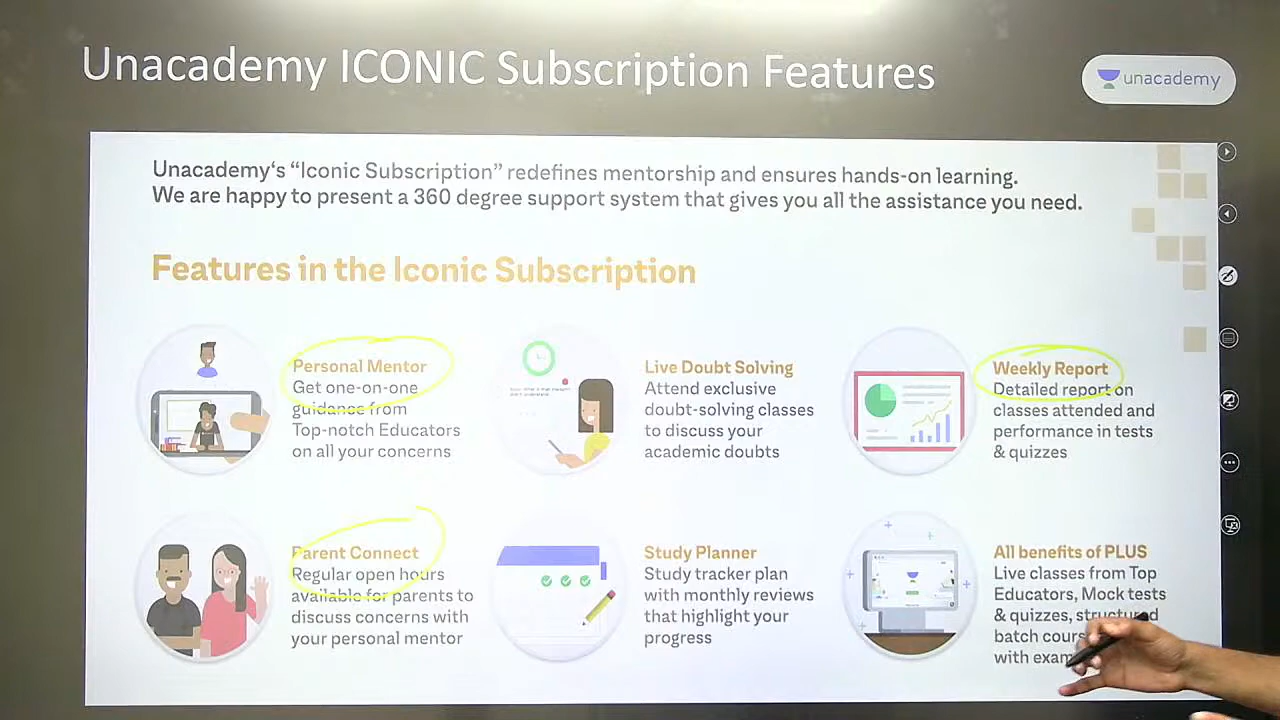 Unacademy ICONIC Subscription Features
unacademy
Unacademy's “Iconic Subscription” redefines mentorship and ensures hands-on learning.
We are happy to present a 360 degree support system that gives you all the assistance you need.
Features in the Iconic Subscription
Personal Mentor
Get one-on-one
guidance from
Top-notch Educators
on all your concerns
Live Doubt Solving
Attend exclusive
doubt-solving classes
to discuss your
academic doubts
Weekly Report
Detailed report on
classes attended and
performance in tests
& quizzes
Parent Connect
Regular open hours
available for parents to
discuss concerns with
your personal mentor
Study Planner
Study tracker plan
with monthly reviews
that highlight your
progress
All benefits of PLUS
Live classes from Top
Educators, Mock tests
& quizzes, structured
batch
with